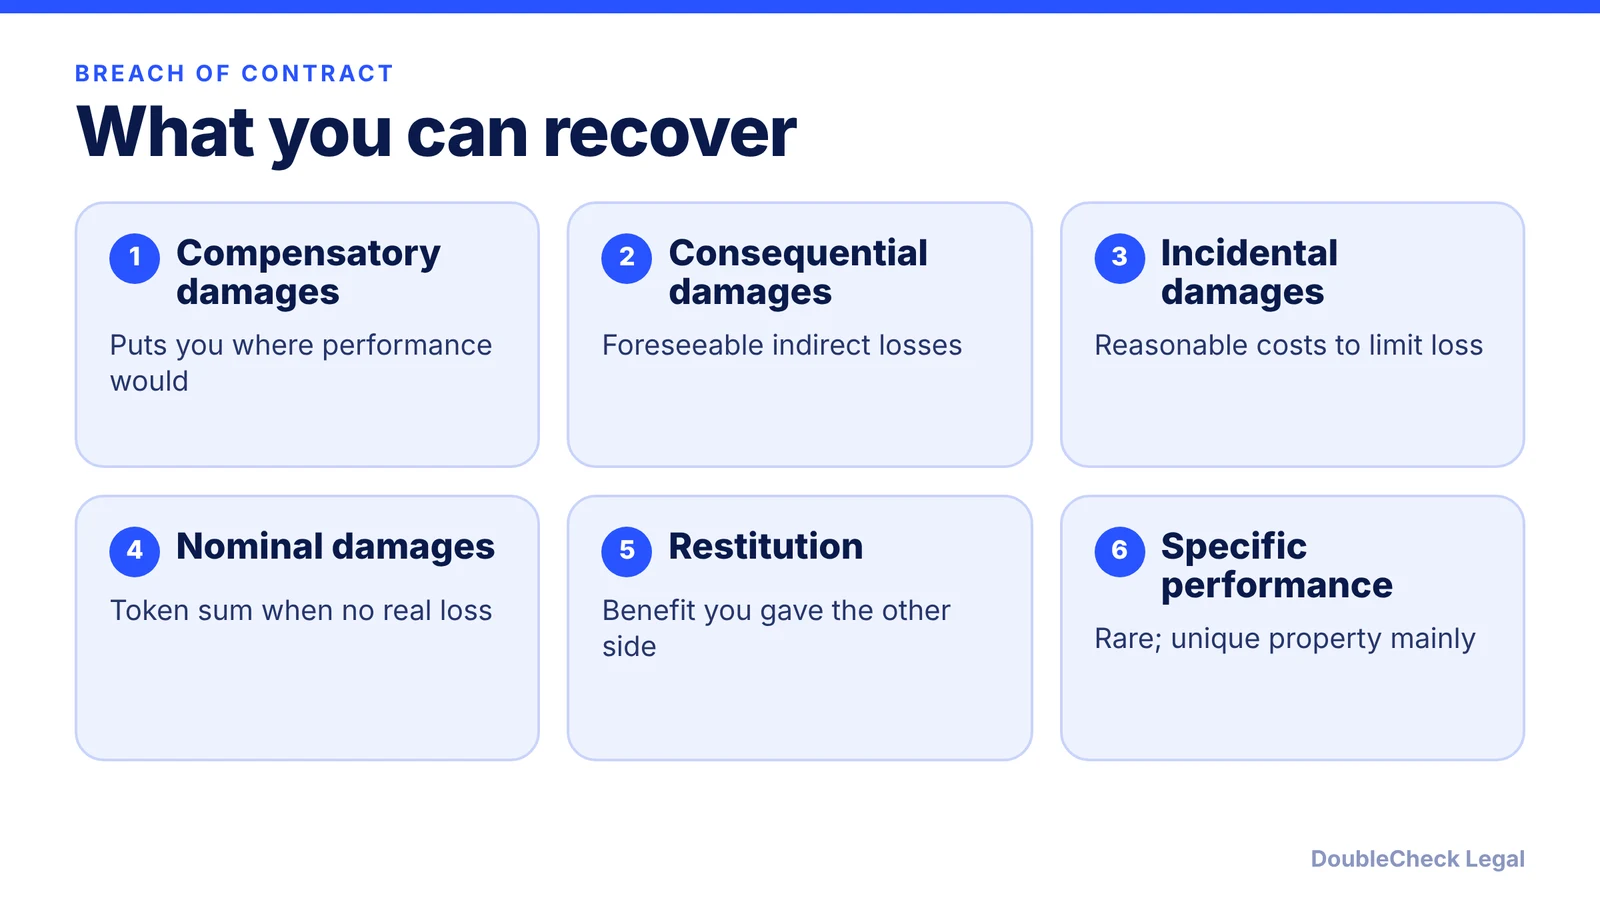 BREACH OF CONTRACT
What you can recover
1
Compensatory
damages
Puts you where performance
would
2
Consequential
damages
Foreseeable indirect losses
3
Incidental
damages
Reasonable costs to limit loss
4
Nominal damages
Token sum when no real loss
5
Restitution
Benefit you gave the other
side
6
Specific
performance
Rare; unique property mainly
DoubleCheck Legal